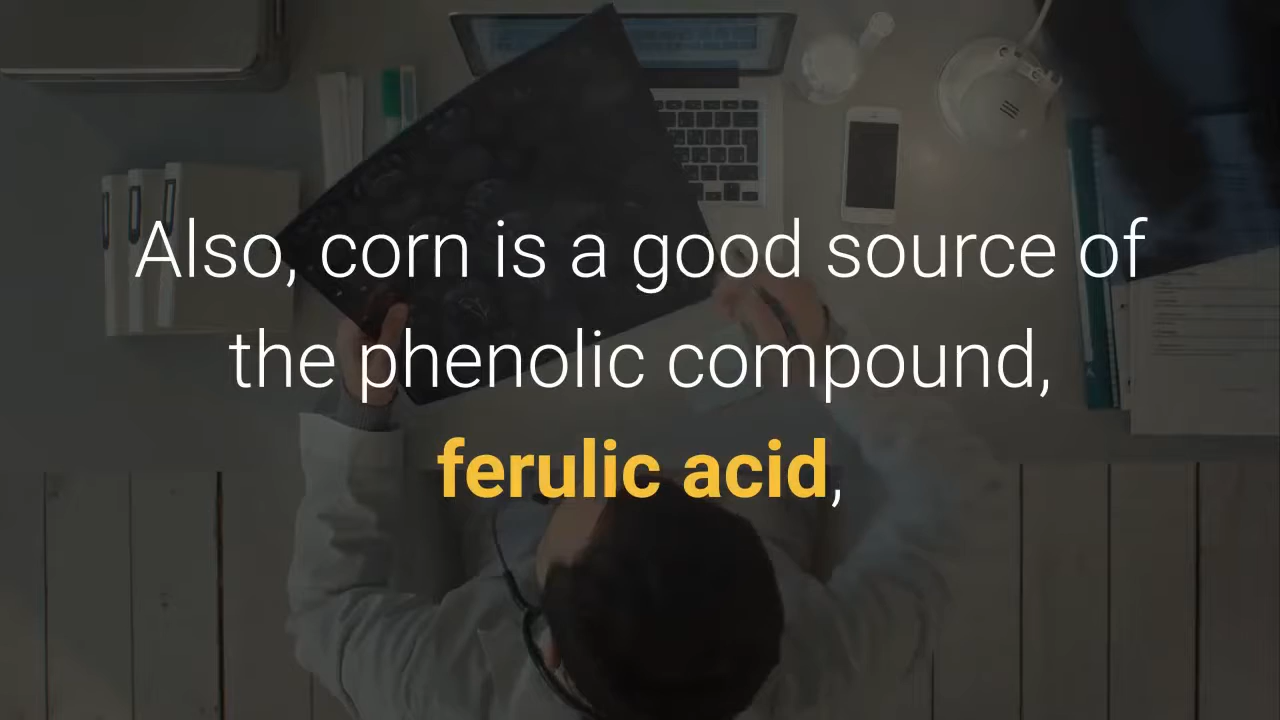 Also, corn is a good source of
the phenolic compound,
ferulic acid,